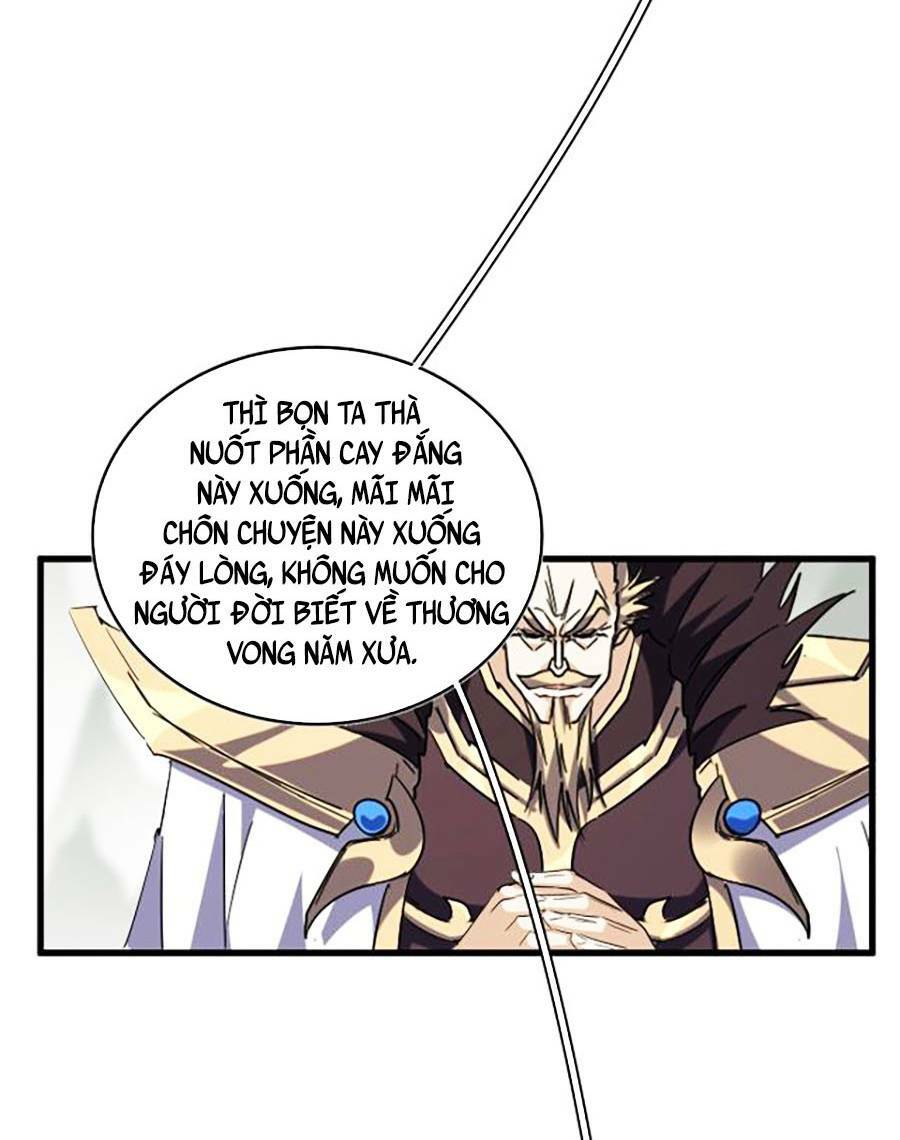 THÌ BỌN TA THÀ
NUỐT PHẦN CAY ĐẮNG
NÀY XUỐNG, MÃI MÃI
CHÔN CHUYỆN NÀY XUỐNG
ĐÁY LÒNG, KHÔNG MUỐN CHO
NGƯỜI ĐỜI BIẾT VỀ THƯƠNG
VONG NĂM XƯA.